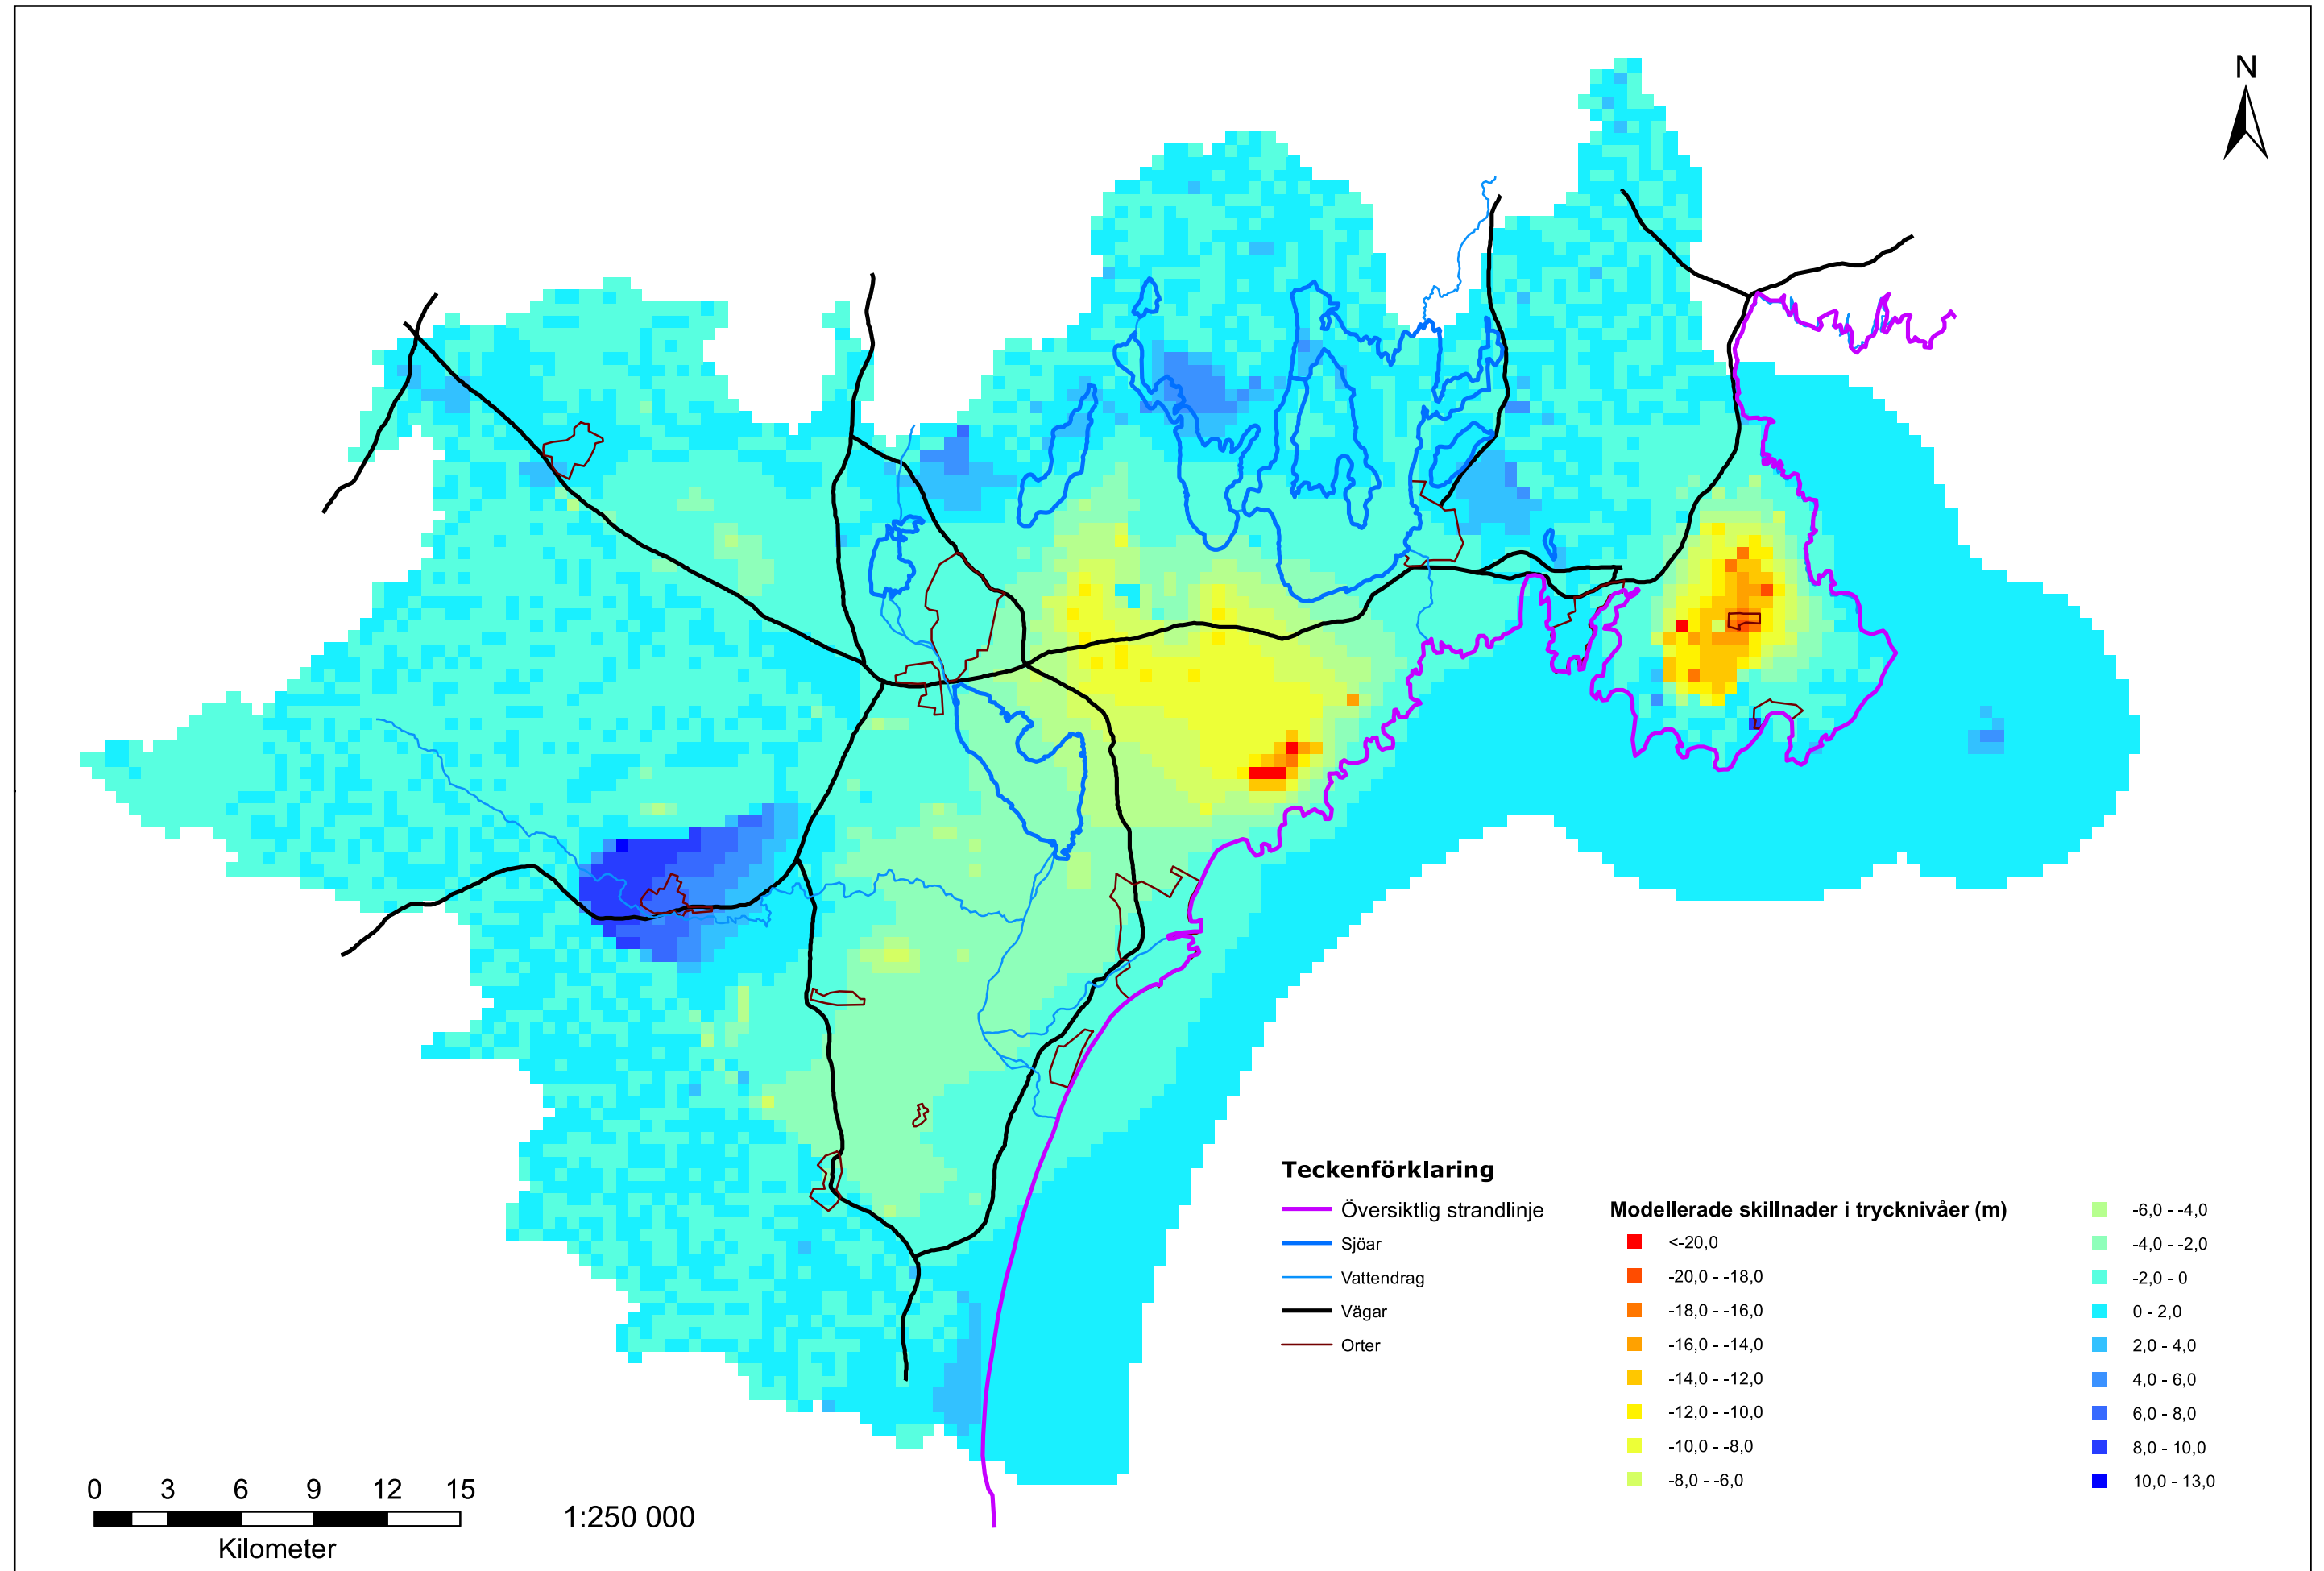 N
Teckenförklaring
Översiktlig strandlinje
Sjöar
Vattendrag
Vägar
Orter
Modellerade skillnader i trycknivåer (m)
<-20,0
-20,0 - -18,0
-18,0 - -16,0
-16,0 - -14,0
-14,0 - -12,0
-12,0 - -10,0
-10,0 - -8,0
-8,0 - -6,0
-6,0 - -4,0
-4,0 - -2,0
-2,0 - 0
0 - 2,0
2,0 - 4,0
4,0 - 6,0
6,0 - 8,0
8,0 - 10,0
10,0 - 13,0
0 3 6 9 12 15
Kilometer
1:250 000